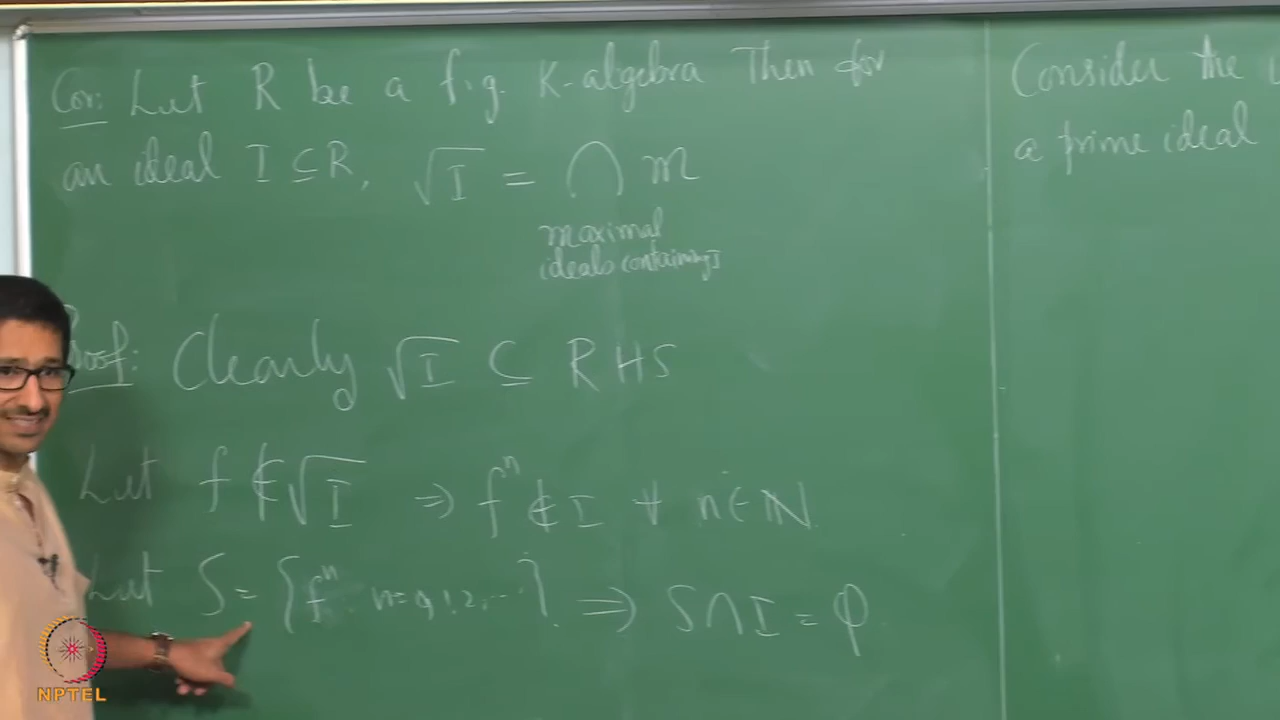 Cor: Let R be a f.g. K-algebra Then for
an ideal I ⊆ R, √I = ∩ m
maximal
ideals containing I
Proof: Clearly √I ⊆ RHS
Let f ∉ √I ⇒ fⁿ ∉ I ∀ n ∈ ℕ
Let S = {fⁿ : n = 0, 1, 2, ...}. ⇒ S ∩ I = φ.
Consider the
a prime ideal
NPTEL